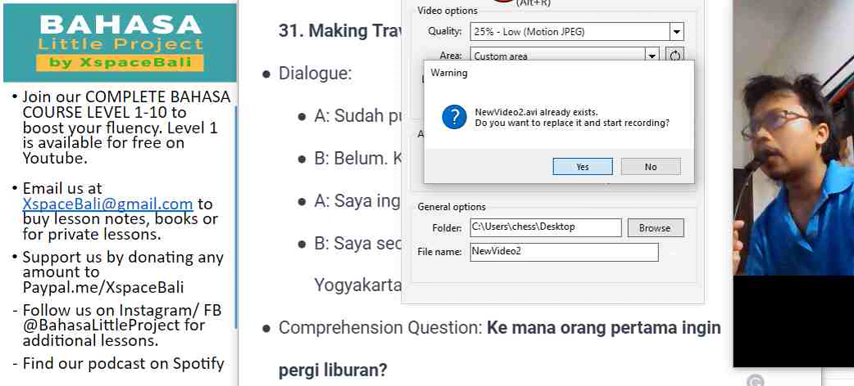 BAHASA
Little Project
by XspaceBali
• Join our COMPLETE BAHASA
COURSE LEVEL 1-10 to
boost your fluency. Level 1
is available for free on
Youtube.
• Email us at
XspaceBali@gmail.com to
buy lesson notes, books or
for private lessons.
• Support us by donating any
amount to
Paypal.me/XspaceBali
- Follow us on Instagram/ FB
@BahasaLittleProject for
additional lessons.
- Find our podcast on Spotify
31. Making Trav
• Dialogue:
• A: Sudah pu
• B: Belum. K
• A: Saya ing
• B: Saya sed
Yogyakarta
• Comprehension Question: Ke mana orang pertama ingin
pergi liburan?
(Alt+R)
Video options
Quality: 25% - Low (Motion JPEG)
Area: Custom area
Warning
NewVideo2.avi already exists.
Do you want to replace it and start recording?
Yes No
General options
Folder: C:\Users\chess\Desktop Browse
File name: NewVideo2